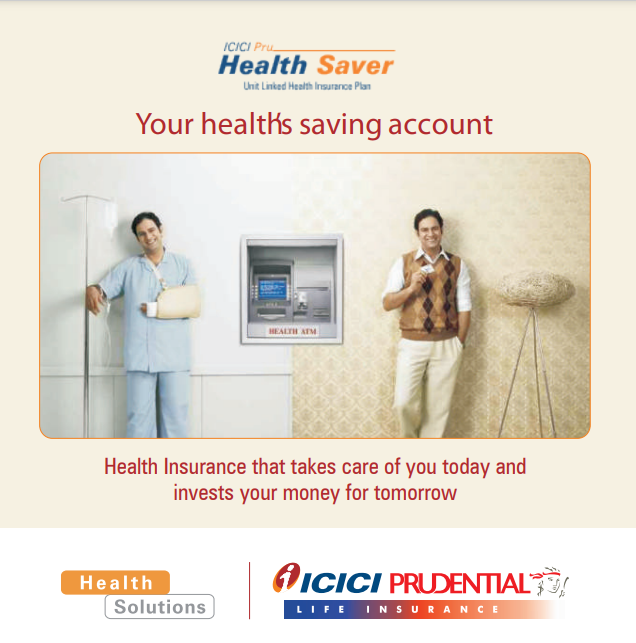 ICICI Pru
Health Saver
Unit Linked Health Insurance Plan
Your health's saving account
HEALTH ATM
Health Insurance that takes care of you today and
invests your money for tomorrow
Health
Solutions
ICICI PRUDENTIAL
LIFE INSURANCE